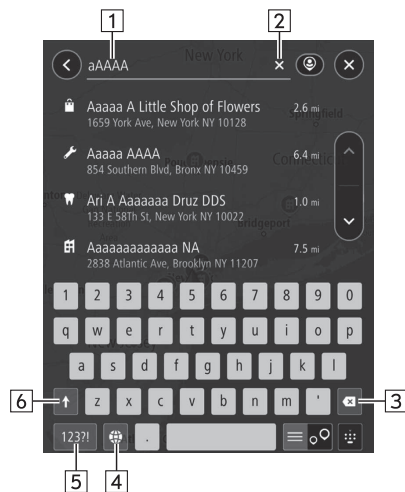 1
2
New York
aAAAA
Aaaaa A Little Shop of Flowers
2.6 mi
1659 York Ave, New York NY 10128
Springfield
Aaaaa AAAA
6.4 mi
854 Southern Blvd, Bronx NY 10459
Ari A Aaaaaaa Druz DDS
1.0 mi
133 E 58Th St, New York NY 10022
Bridgeport
Aaaaaaaaaaaaa NA
7.5 mi
2838 Atlantic Ave, Brooklyn NY 11207
1 2 3 4 5 6 7 8 9 0
q w e r t y u i o p
a s d f g h j k l
6
z x c v b n m '
3
123?! .
5
4